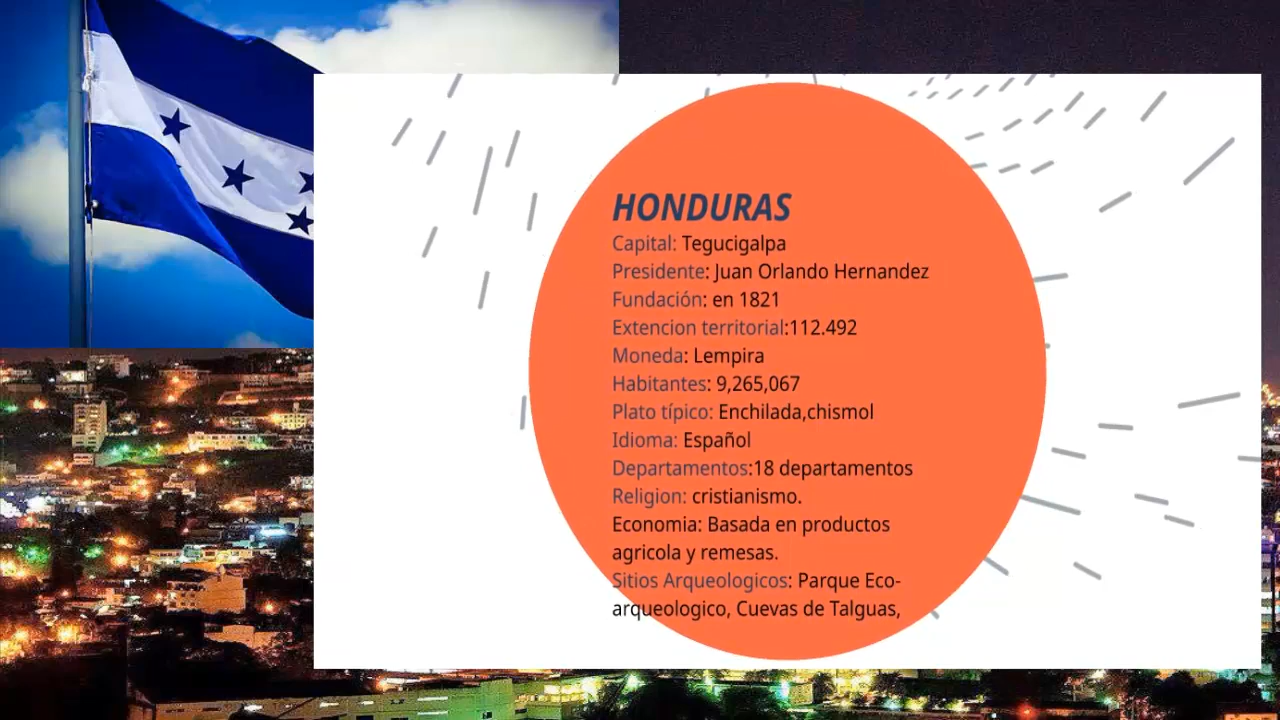 HONDURAS
Capital: Tegucigalpa
Presidente: Juan Orlando Hernandez
Fundación: en 1821
Extencion territorial:112.492
Moneda: Lempira
Habitantes: 9,265,067
Plato típico: Enchilada,chismol
Idioma: Español
Departamentos:18 departamentos
Religion: cristianismo.
Economia: Basada en productos
agricola y remesas.
Sitios Arqueologicos: Parque Eco-
arqueologico, Cuevas de Talguas,